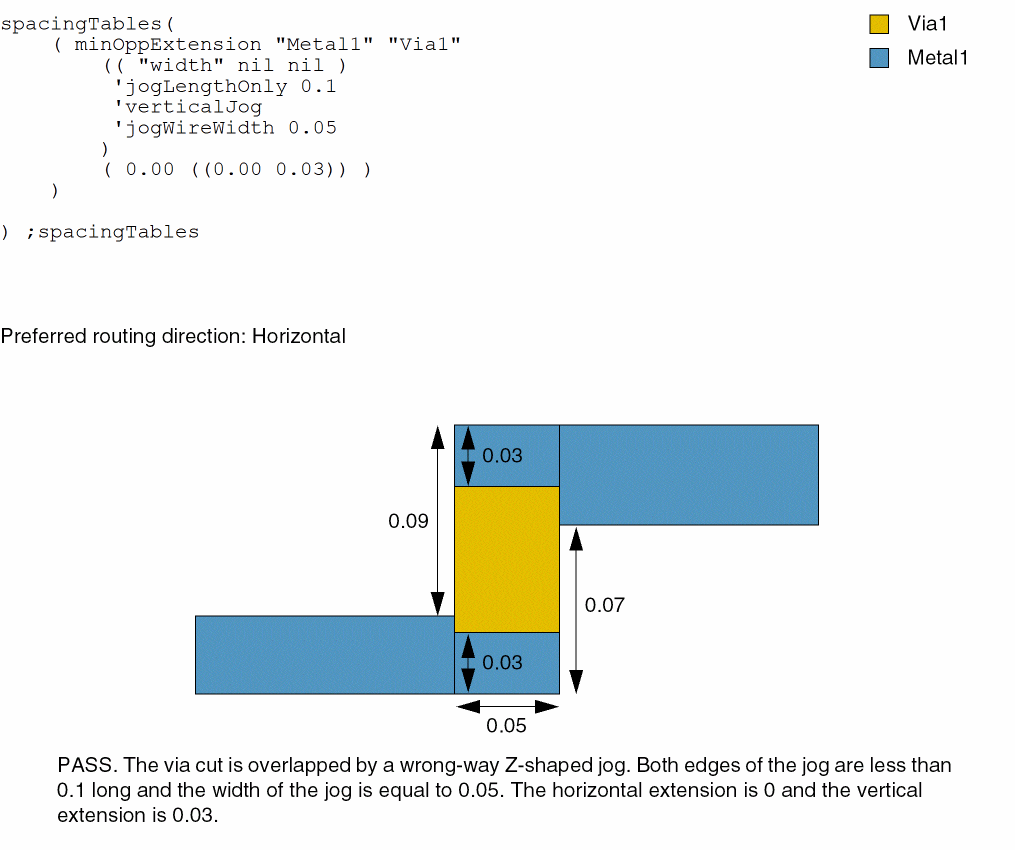 spacingTables(
( minOppExtension "Metal1" "Via1"
(( "width" nil nil )
'jogLengthOnly 0.1
'verticalJog
'jogWireWidth 0.05
)
( 0.00 ((0.00 0.03)) )
)
) ;spacingTables
Via1
Metal1
Preferred routing direction: Horizontal
0.03
0.09
0.07
0.03
0.05
PASS. The via cut is overlapped by a wrong-way Z-shaped jog. Both edges of the jog are less than
0.1 long and the width of the jog is equal to 0.05. The horizontal extension is 0 and the vertical
extension is 0.03.